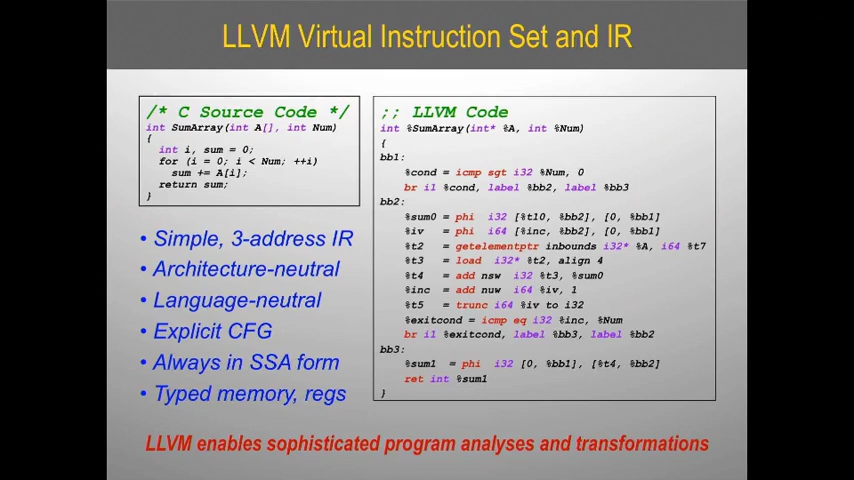 LLVM Virtual Instruction Set and IR
/* C Source Code */
int SumArray(int A[], int Num)
{
int i, sum = 0;
for (i = 0; i < Num; ++i)
sum += A[i];
return sum;
}
• Simple, 3-address IR
• Architecture-neutral
• Language-neutral
• Explicit CFG
• Always in SSA form
• Typed memory, regs
;; LLVM Code
int %SumArray(int* %A, int %Num)
{
bb1:
%cond = icmp sgt i32 %Num, 0
br i1 %cond, label %bb2, label %bb3
bb2:
%sum0 = phi i32 [%t10, %bb2], [0, %bb1]
%iv = phi i64 [%inc, %bb2], [0, %bb1]
%t2 = getelementptr inbounds i32* %A, i64 %t7
%t3 = load i32* %t2, align 4
%t4 = add nsw i32 %t3, %sum0
%inc = add nuw i64 %iv, 1
%t5 = trunc i64 %iv to i32
%exitcond = icmp eq i32 %inc, %Num
br i1 %exitcond, label %bb3, label %bb2
bb3:
%sum1 = phi i32 [0, %bb1], [%t4, %bb2]
ret int %sum1
}
LLVM enables sophisticated program analyses and transformations